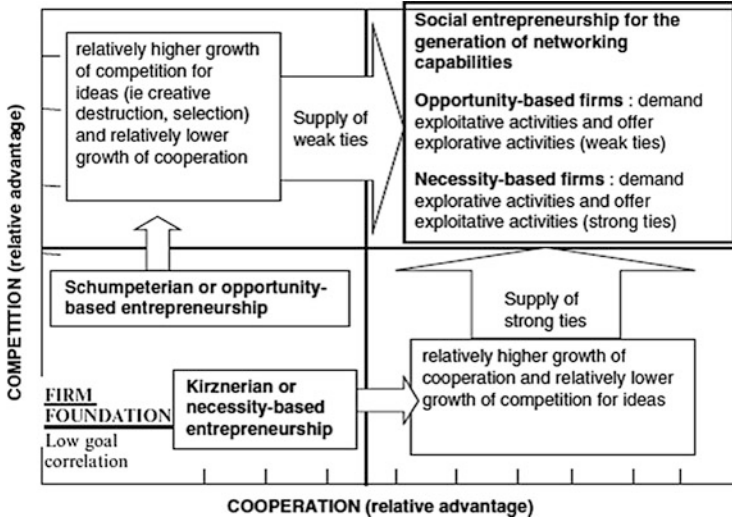 COMPETITION (relative advantage)
relatively higher growth
of competition for
ideas (ie creative
destruction, selection)
and relatively lower
growth of cooperation
Supply of
weak ties
Social entrepreneurship for the
generation of networking
capabilities
Opportunity-based firms : demand
exploitative activities and offer
explorative activities (weak ties)
Necessity-based firms : demand
explorative activities and offer
exploitative activities (strong ties)
Schumpeterian or opportunity-
based entrepreneurship
Supply of
strong ties
FIRM
FOUNDATION
Low goal
correlation
Kirznerian or
necessity-based
entrepreneurship
relatively higher growth of
cooperation and relatively lower
growth of competition for ideas
COOPERATION (relative advantage)